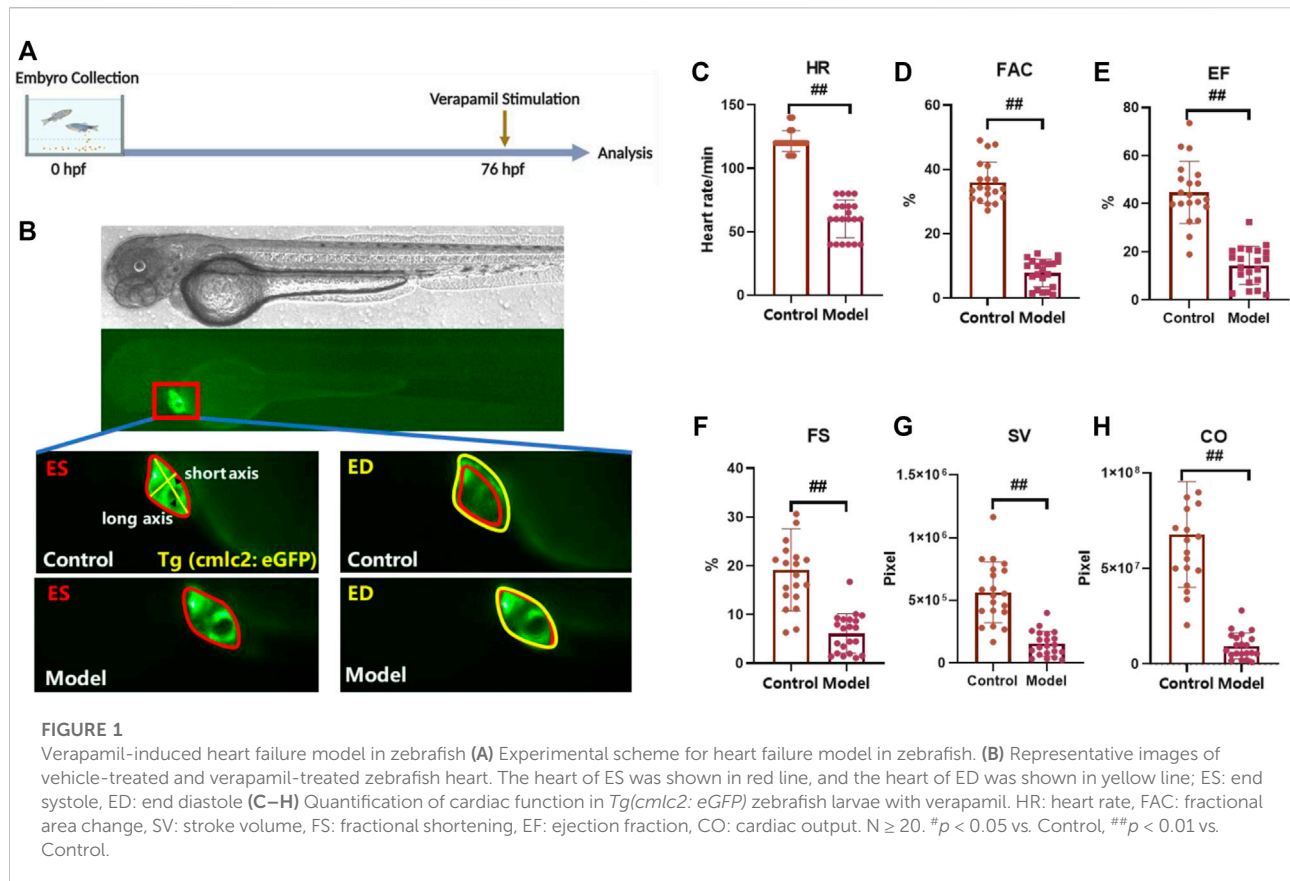 A
Embyro Collection
Verapamil Stimulation
Analysis
0 hpf
76 hpf
B
ES
short axis
long axis
Control
Tg (cmlc2: eGFP)
ED
Control
ES
Model
ED
Model
C
HR
##
Heart rate/min
150
100
50
0
Control Model
D
FAC
##
%
60
40
20
0
Control Model
E
EF
##
%
80
60
40
20
0
Control Model
F
FS
##
%
40
30
20
10
0
Control Model
G
SV
##
Pixel
1.5×10⁶
1×10⁶
5×10⁵
0
Control Model
H
CO
##
Pixel
1×10⁸
5×10⁷
0
Control Model
FIGURE 1
Verapamil-induced heart failure model in zebrafish (A) Experimental scheme for heart failure model in zebrafish. (B) Representative images of
vehicle-treated and verapamil-treated zebrafish heart. The heart of ES was shown in red line, and the heart of ED was shown in yellow line; ES: end
systole, ED: end diastole (C–H) Quantification of cardiac function in Tg(cmlc2: eGFP) zebrafish larvae with verapamil. HR: heart rate, FAC: fractional
area change, SV: stroke volume, FS: fractional shortening, EF: ejection fraction, CO: cardiac output. N ≥ 20. #p < 0.05 vs. Control, ##p < 0.01 vs.
Control.